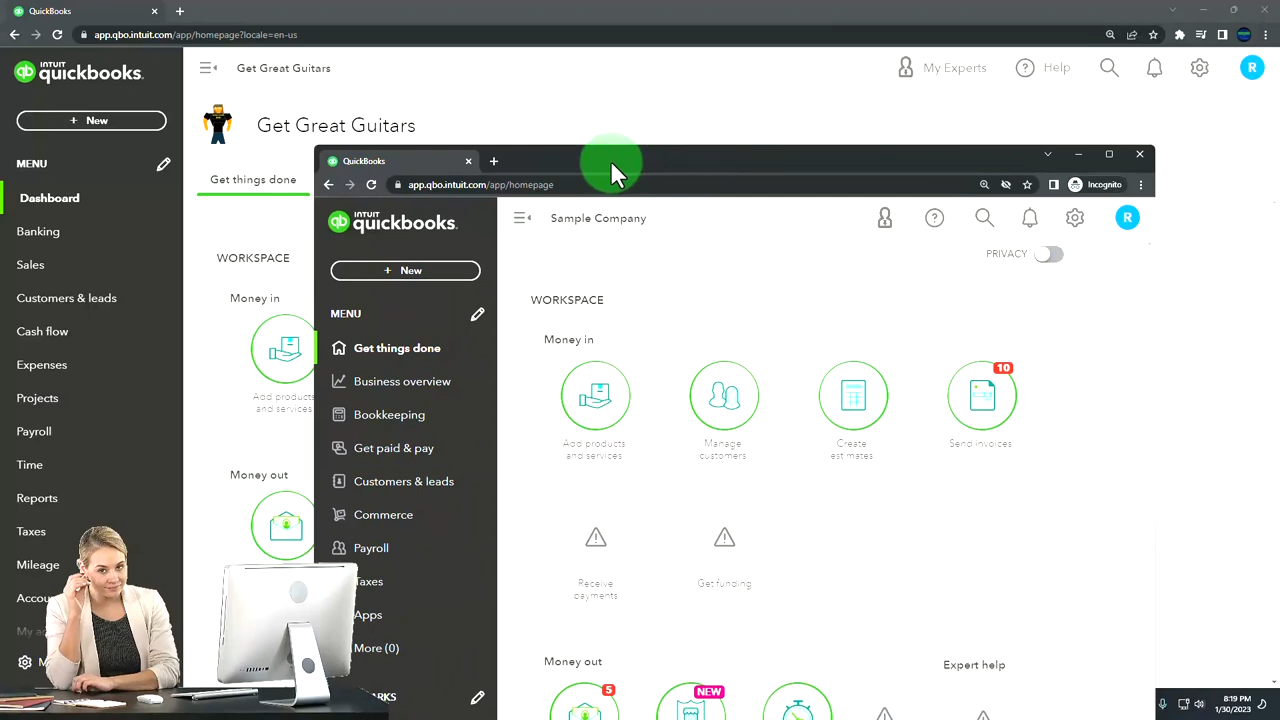 QuickBooks
app.qbo.intuit.com/app/homepage?locale=en-us
INTUIT
quickbooks.
Get Great Guitars
My Experts
Help
R
+ New
Get Great Guitars
MENU
Get things done
Dashboard
Banking
Sales
Customers & leads
Cash flow
Expenses
Projects
Payroll
Time
Reports
Taxes
Mileage
WORKSPACE
Money in
Add products
and services
Money out
QuickBooks
app.qbo.intuit.com/app/homepage
Incognito
INTUIT
quickbooks.
Sample Company
R
+ New
PRIVACY
MENU
Get things done
Business overview
Bookkeeping
Get paid & pay
Customers & leads
Commerce
Payroll
Taxes
Apps
More (0)
WORKSPACE
Money in
10
Add products
and services
Manage
customers
Create
estimates
Send invoices
Receive
payments
Get funding
Money out
Expert help
5
NEW
8:19 PM
1/30/2023